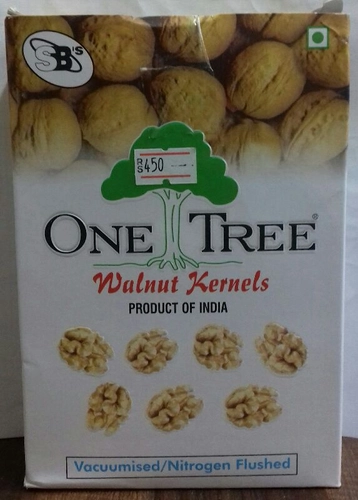 SB'S
RS 450
ONE TREE®
Walnut Kernels
PRODUCT OF INDIA
Vacuumised/Nitrogen Flushed